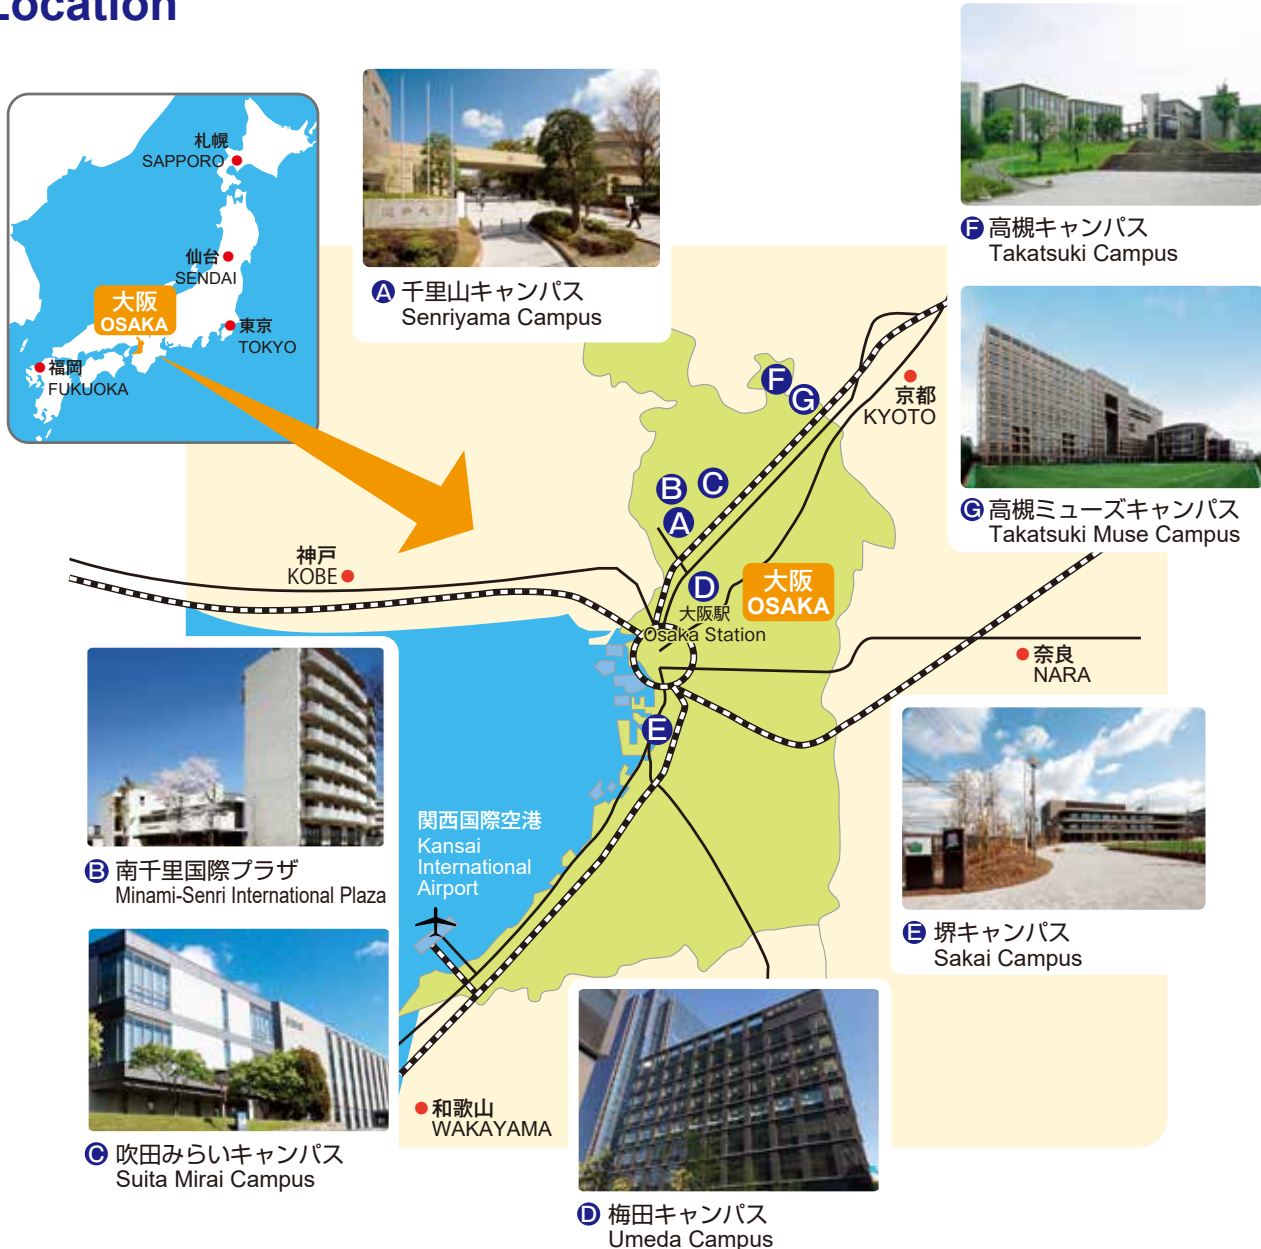 Location
札幌
SAPPORO
仙台
SENDAI
大阪
OSAKA
東京
TOKYO
福岡
FUKUOKA
A 千里山キャンパス
Senriyama Campus
F 高槻キャンパス
Takatsuki Campus
G 高槻ミューズキャンパス
Takatsuki Muse Campus
F
G
京都
KYOTO
B
C
A
神戸
KOBE
D
大阪駅
Osaka Station
大阪
OSAKA
奈良
NARA
E
関西国際空港
Kansai
International
Airport
B 南千里国際プラザ
Minami-Senri International Plaza
E 堺キャンパス
Sakai Campus
C 吹田みらいキャンパス
Suita Mirai Campus
和歌山
WAKAYAMA
D 梅田キャンパス
Umeda Campus